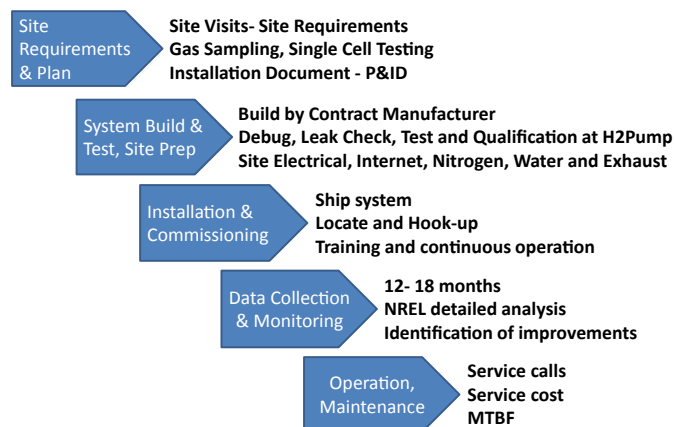 Site
Requirements
& Plan
Site Visits- Site Requirements
Gas Sampling, Single Cell Testing
Installation Document - P&ID
System Build &
Test, Site Prep
Build by Contract Manufacturer
Debug, Leak Check, Test and Qualification at H2Pump
Site Electrical, Internet, Nitrogen, Water and Exhaust
Installation &
Commissioning
Ship system
Locate and Hook-up
Training and continuous operation
Data Collection
& Monitoring
12- 18 months
NREL detailed analysis
Identification of improvements
Operation,
Maintenance
Service calls
Service cost
MTBF